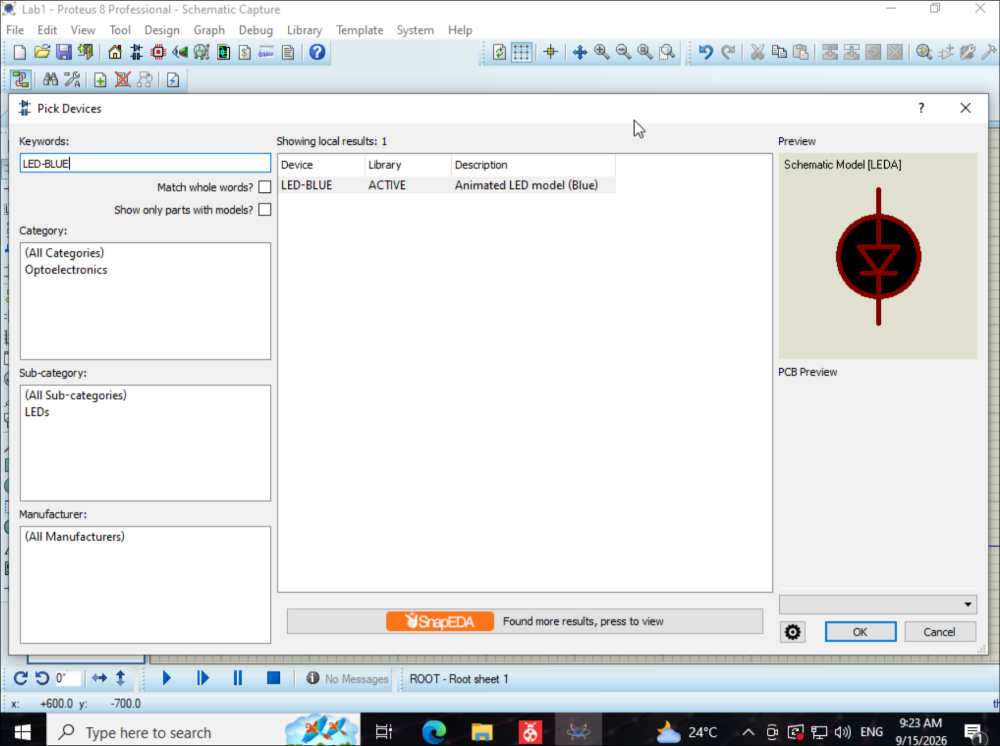 Lab1 - Proteus 8 Professional - Schematic Capture
File Edit View Tool Design Graph Debug Library Template System Help
Pick Devices
?
Keywords:
LED-BLUE
Match whole words?
Show only parts with models?
Category:
(All Categories)
Optoelectronics
Sub-category:
(All Sub-categories)
LEDs
Manufacturer:
(All Manufacturers)
Showing local results: 1
Device Library Description
LED-BLUE ACTIVE Animated LED model (Blue)
SnapEDA Found more results, press to view
Preview
Schematic Model [LEDA]
PCB Preview
OK Cancel
0° No Messages ROOT - Root sheet 1
x: +600.0 y: -700.0 th
Type here to search 24°C ENG 9:23 AM
9/15/2026 1